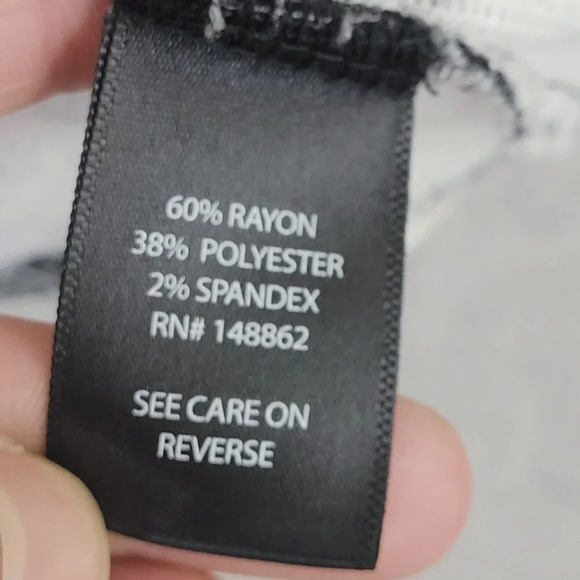 60% RAYON
38% POLYESTER
2% SPANDEX
RN# 148862
SEE CARE ON
REVERSE